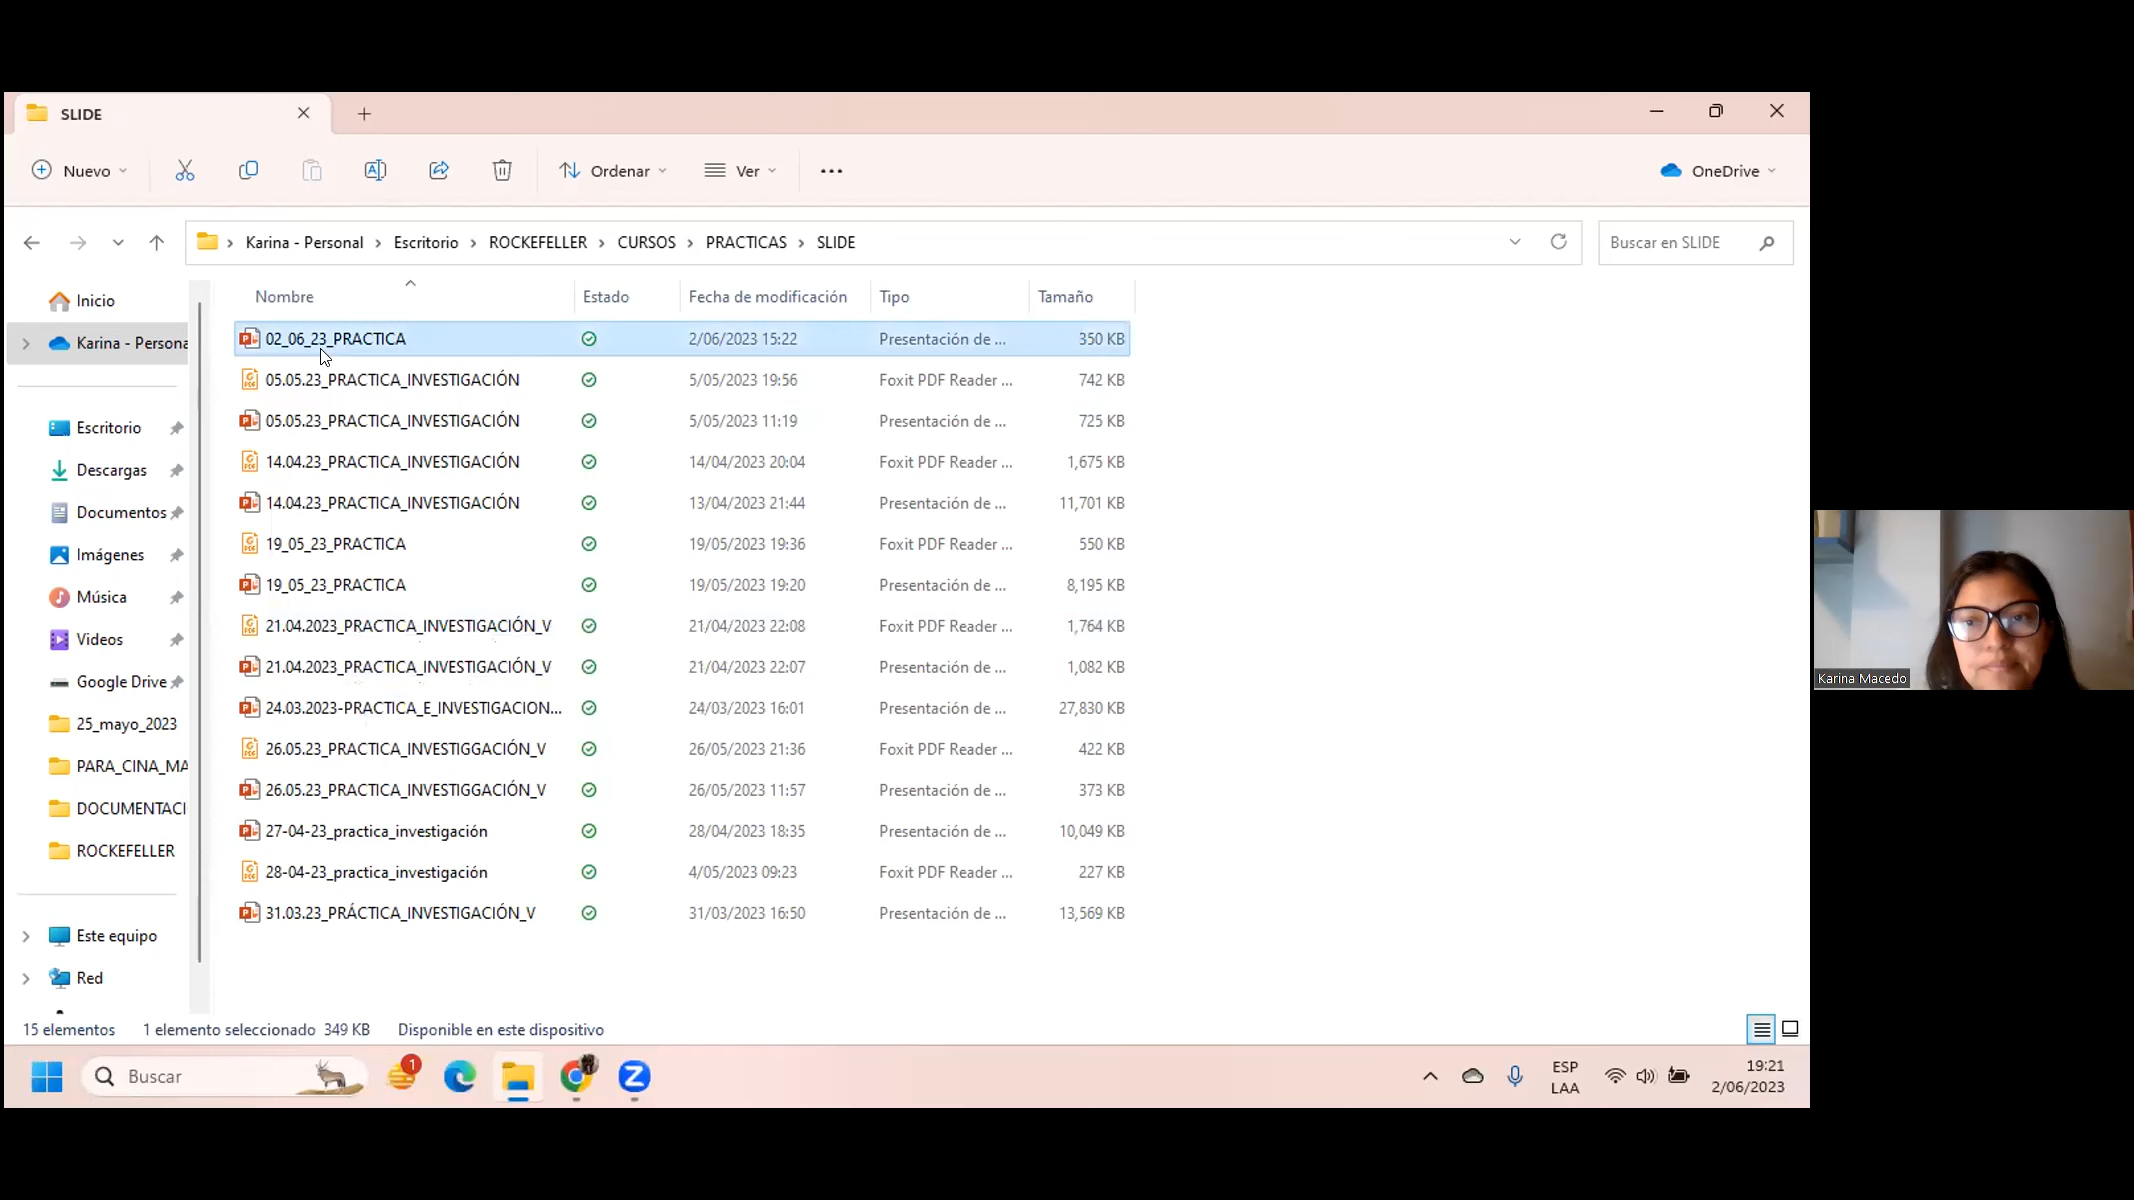 SLIDE
Nuevo
Ordenar
Ver
OneDrive
Karina - Personal > Escritorio > ROCKEFELLER > CURSOS > PRACTICAS > SLIDE
Buscar en SLIDE
Inicio
Karina - Persona
Escritorio
Descargas
Documentos
Imágenes
Música
Videos
Google Drive
25_mayo_2023
PARA_CINA_MA
DOCUMENTACI
ROCKEFELLER
Este equipo
Red
Nombre Estado Fecha de modificación Tipo Tamaño
02_06_23_PRACTICA 2/06/2023 15:22 Presentación de ... 350 KB
05.05.23_PRACTICA_INVESTIGACIÓN 5/05/2023 19:56 Foxit PDF Reader ... 742 KB
05.05.23_PRACTICA_INVESTIGACIÓN 5/05/2023 11:19 Presentación de ... 725 KB
14.04.23_PRACTICA_INVESTIGACIÓN 14/04/2023 20:04 Foxit PDF Reader ... 1,675 KB
14.04.23_PRACTICA_INVESTIGACIÓN 13/04/2023 21:44 Presentación de ... 11,701 KB
19_05_23_PRACTICA 19/05/2023 19:36 Foxit PDF Reader ... 550 KB
19_05_23_PRACTICA 19/05/2023 19:20 Presentación de ... 8,195 KB
21.04.2023_PRACTICA_INVESTIGACIÓN_V 21/04/2023 22:08 Foxit PDF Reader ... 1,764 KB
21.04.2023_PRACTICA_INVESTIGACIÓN_V 21/04/2023 22:07 Presentación de ... 1,082 KB
24.03.2023-PRACTICA_E_INVESTIGACION... 24/03/2023 16:01 Presentación de ... 27,830 KB
26.05.23_PRACTICA_INVESTIGGACIÓN_V 26/05/2023 21:36 Foxit PDF Reader ... 422 KB
26.05.23_PRACTICA_INVESTIGGACIÓN_V 26/05/2023 11:57 Presentación de ... 373 KB
27-04-23_practica_investigación 28/04/2023 18:35 Presentación de ... 10,049 KB
28-04-23_practica_investigación 4/05/2023 09:23 Foxit PDF Reader ... 227 KB
31.03.23_PRÁCTICA_INVESTIGACIÓN_V 31/03/2023 16:50 Presentación de ... 13,569 KB
15 elementos 1 elemento seleccionado 349 KB Disponible en este dispositivo
Buscar
1
ESP
LAA
19:21
2/06/2023
Karina Macedo